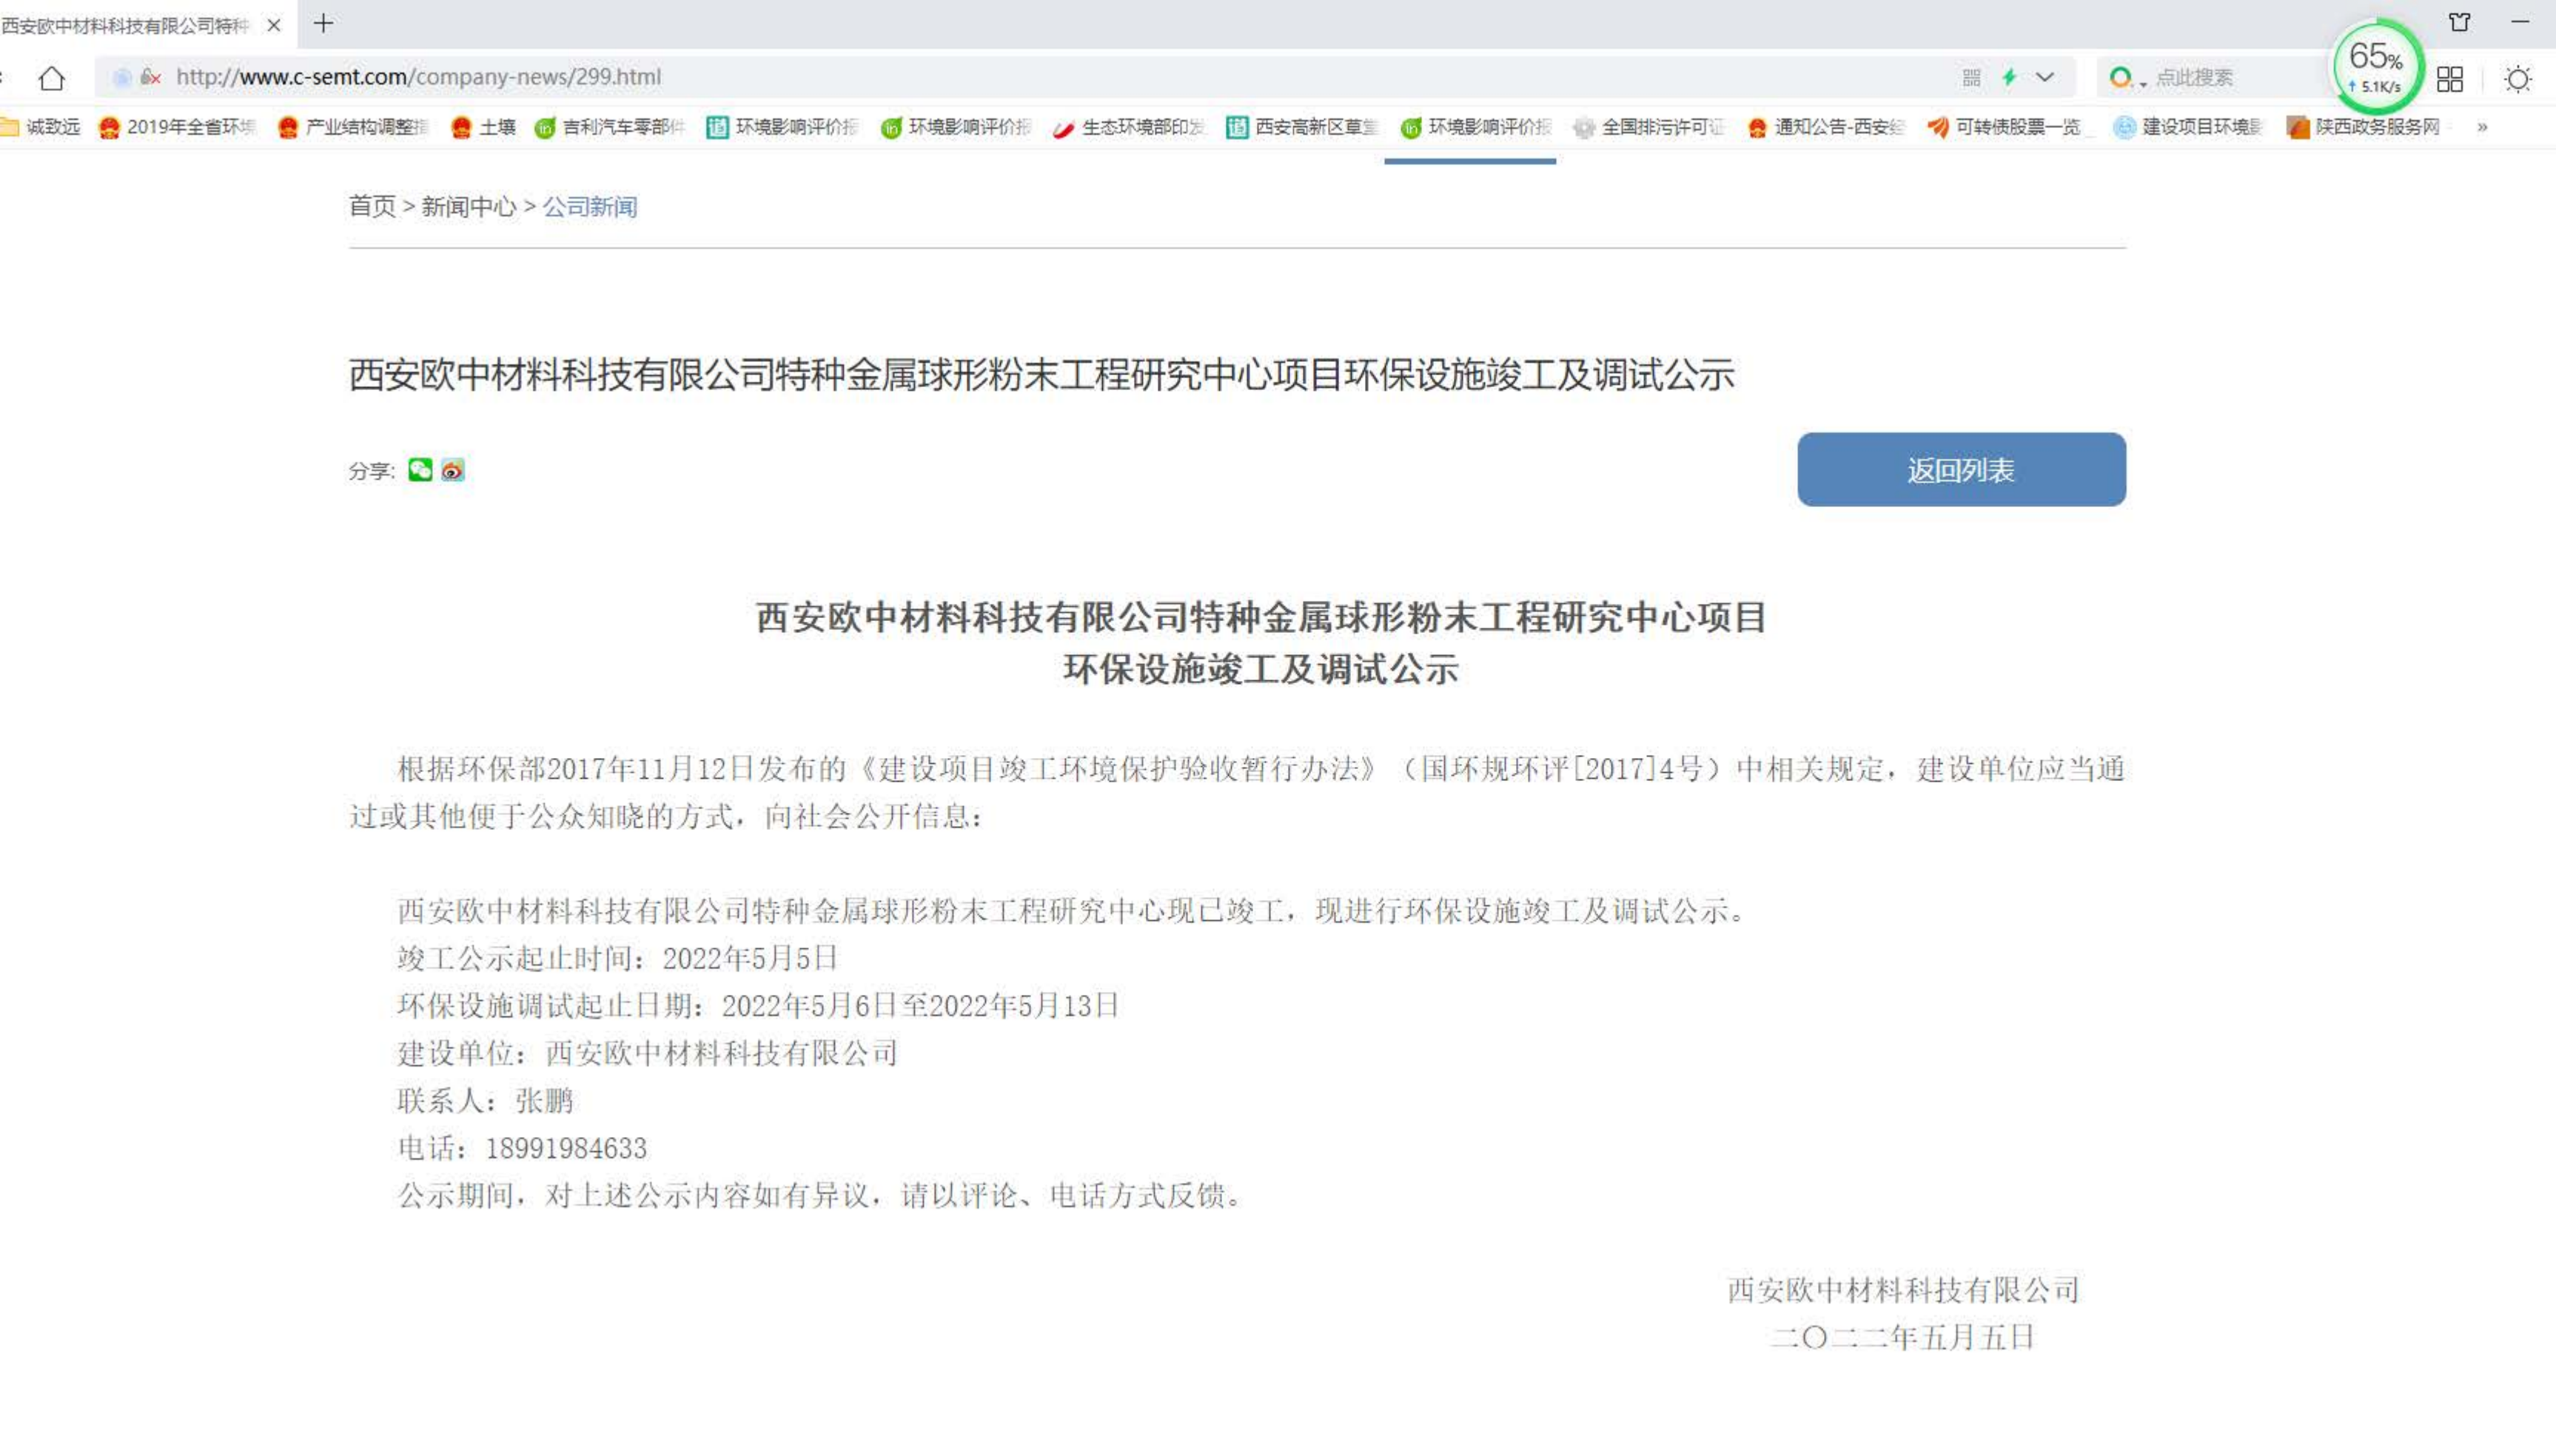 西安欧中材料科技有限公司特种
65%
5.1K/s
http://www.c-semt.com/company-news/299.html
点此搜索
诚致远 2019年全省环境 产业结构调整指 土壤 吉利汽车零部件 环境影响评价报 环境影响评价报 生态环境部印发 西安高新区草堂 环境影响评价报 全国排污许可证 通知公告-西安经 可转债股票一览 建设项目环境影 陕西政务服务网 »
首页 > 新闻中心 > 公司新闻
西安欧中材料科技有限公司特种金属球形粉末工程研究中心项目环保设施竣工及调试公示
分享:
返回列表
西安欧中材料科技有限公司特种金属球形粉末工程研究中心项目
环保设施竣工及调试公示
根据环保部2017年11月12日发布的《建设项目竣工环境保护验收暂行办法》（国环规环评[2017]4号）中相关规定，建设单位应当通
过或其他便于公众知晓的方式，向社会公开信息：
西安欧中材料科技有限公司特种金属球形粉末工程研究中心现已竣工，现进行环保设施竣工及调试公示。
竣工公示起止时间：2022年5月5日
环保设施调试起止日期：2022年5月6日至2022年5月13日
建设单位：西安欧中材料科技有限公司
联系人：张鹏
电话：18991984633
公示期间，对上述公示内容如有异议，请以评论、电话方式反馈。
西安欧中材料科技有限公司
二〇二二年五月五日